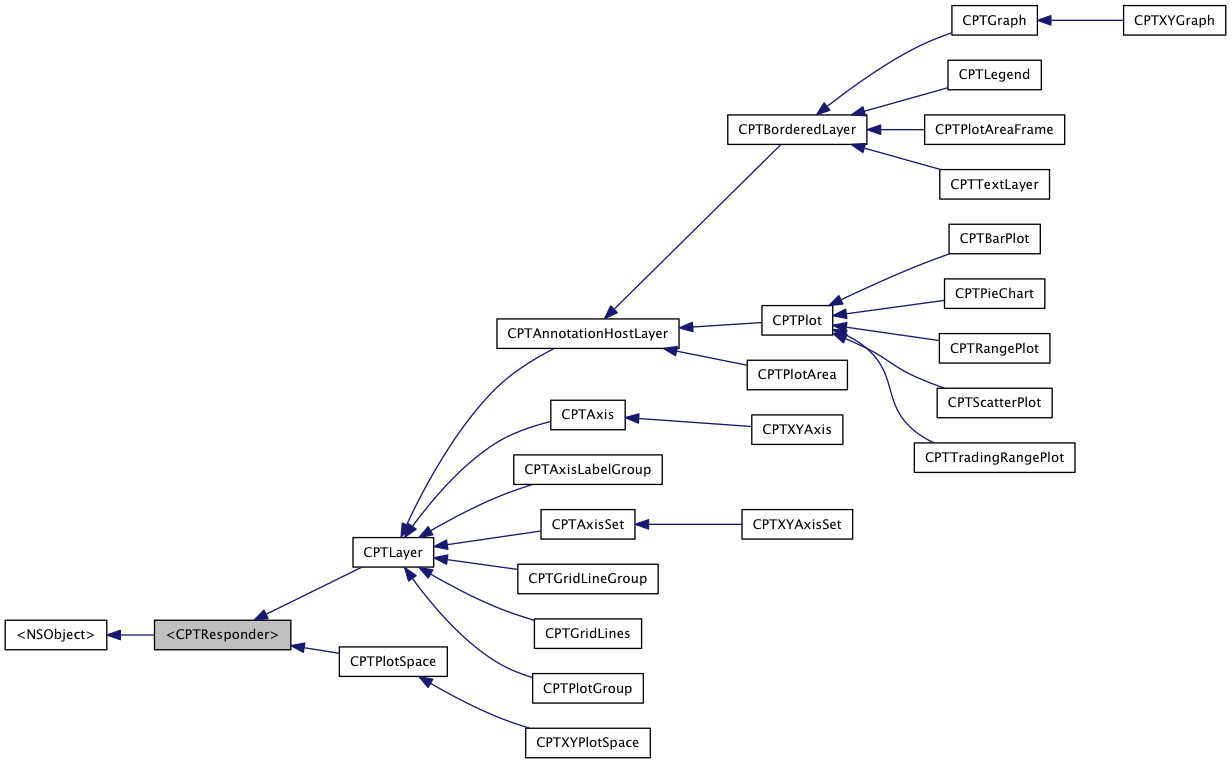 CPTGraph
CPTXYGraph
CPTLegend
CPTBorderedLayer
CPTPlotAreaFrame
CPTTextLayer
CPTBarPlot
CPTPieChart
CPTPlot
CPTAnnotationHostLayer
CPTRangePlot
CPTPlotArea
CPTScatterPlot
CPTAxis
CPTXYAxis
CPTTradingRangePlot
CPTAxisLabelGroup
CPTAxisSet
CPTXYAxisSet
CPTLayer
CPTGridLineGroup
<NSObject>
<CPTResponder>
CPTGridLines
CPTPlotSpace
CPTPlotGroup
CPTXYPlotSpace